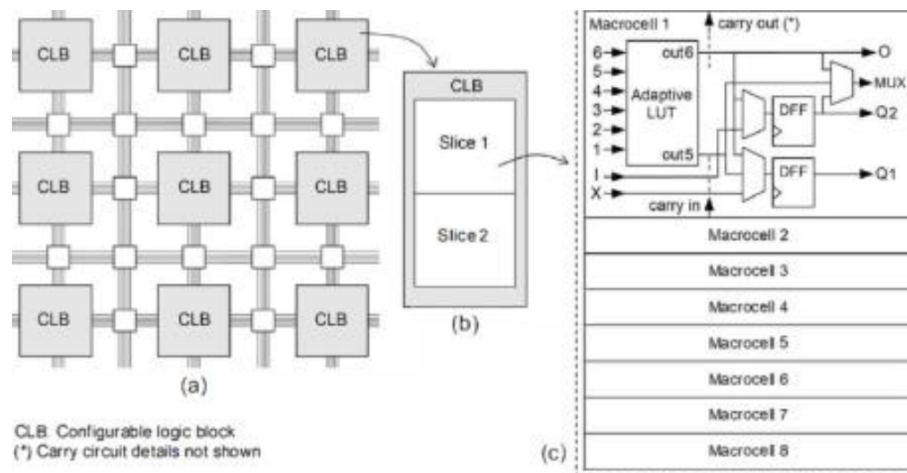 CLB
CLB
CLB
CLB
CLB
CLB
CLB
CLB
CLB
(a)
CLB
Slice 1
Slice 2
(b)
Macrocell 1
carry out (*)
6
5
4
3
2
1
I
X
Adaptive
LUT
out6
out5
DFF
DFF
O
MUX
Q2
Q1
carry in
Macrocell 2
Macrocell 3
Macrocell 4
Macrocell 5
Macrocell 6
Macrocell 7
Macrocell 8
(c)
CLB: Configurable logic block
(*) Carry circuit details not shown